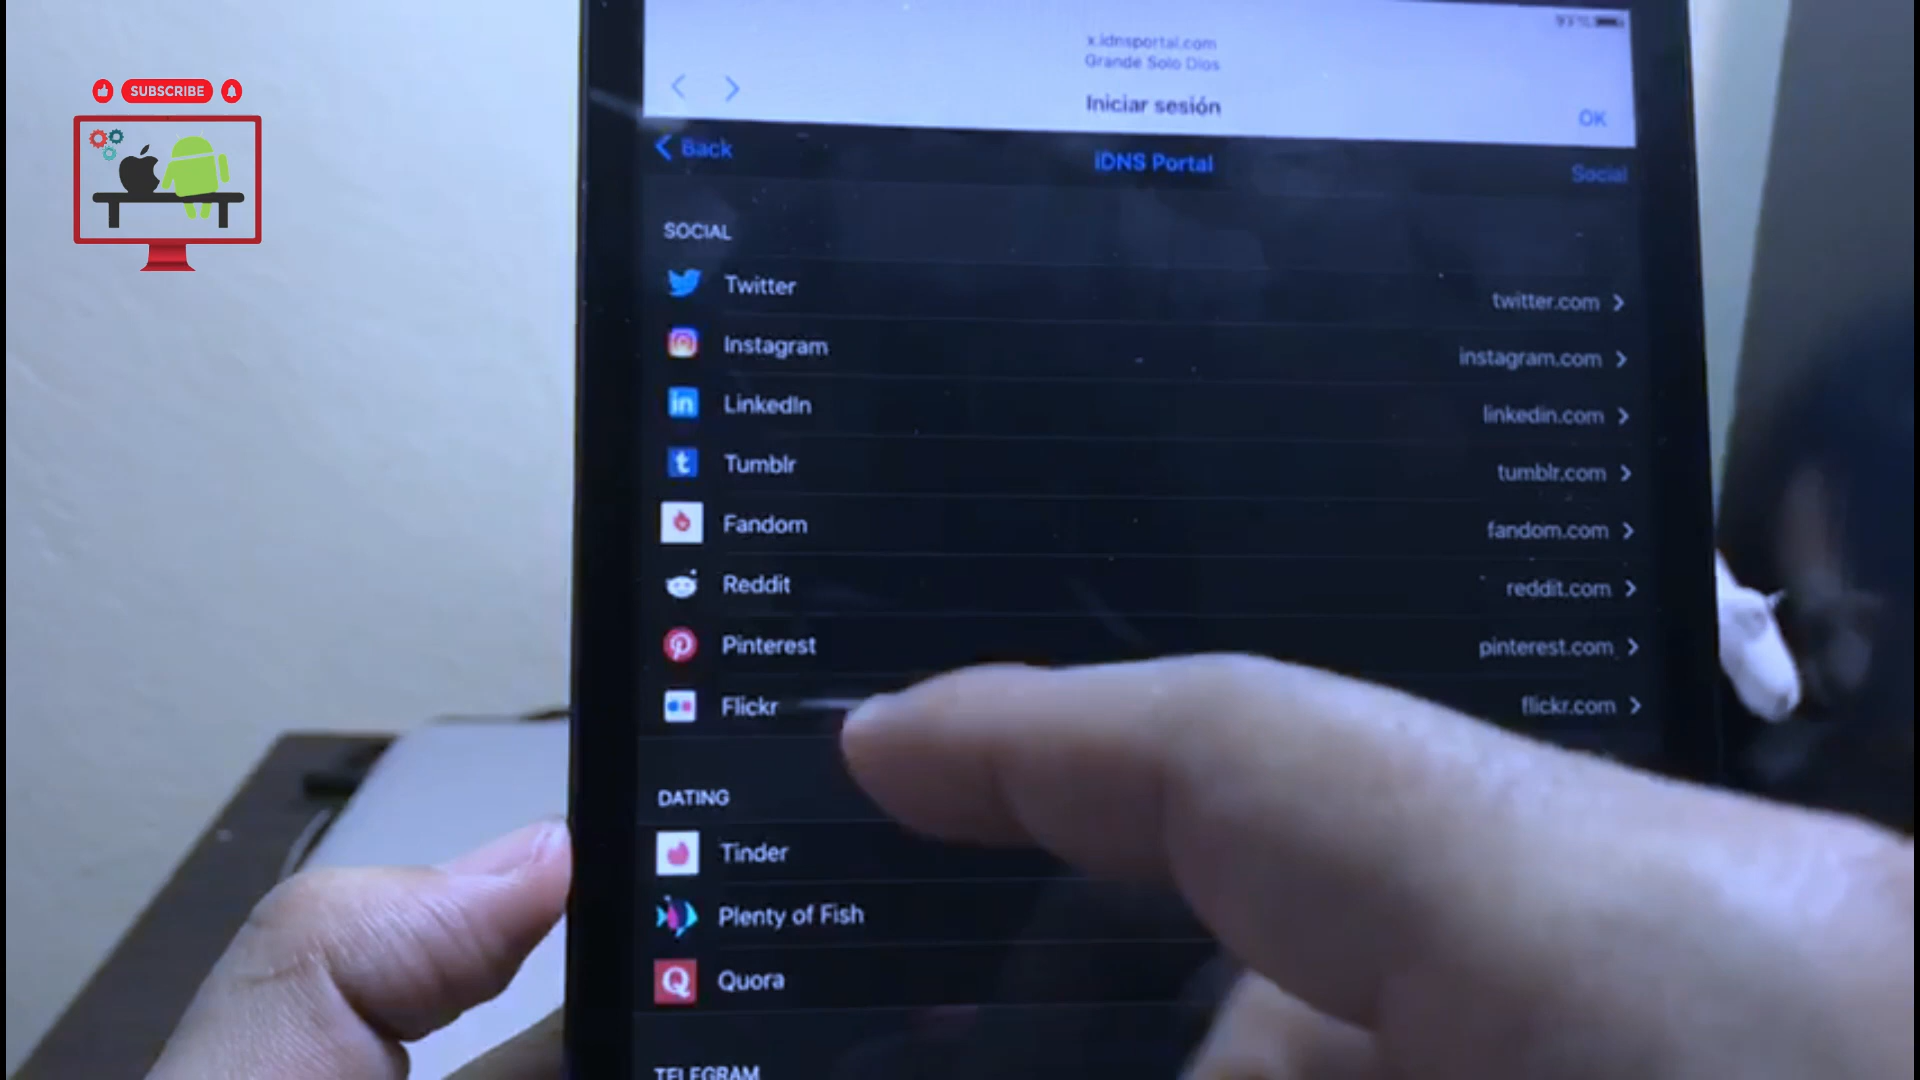 SUBSCRIBE
97%
x.idnsportal.com
Grande Solo Dios
Iniciar sesión
OK
Back
iDNS Portal
Social
SOCIAL
Twitter twitter.com
Instagram instagram.com
LinkedIn linkedin.com
Tumblr tumblr.com
Fandom fandom.com
Reddit reddit.com
Pinterest pinterest.com
Flickr flickr.com
DATING
Tinder
Plenty of Fish
Quora
TELEGRAM